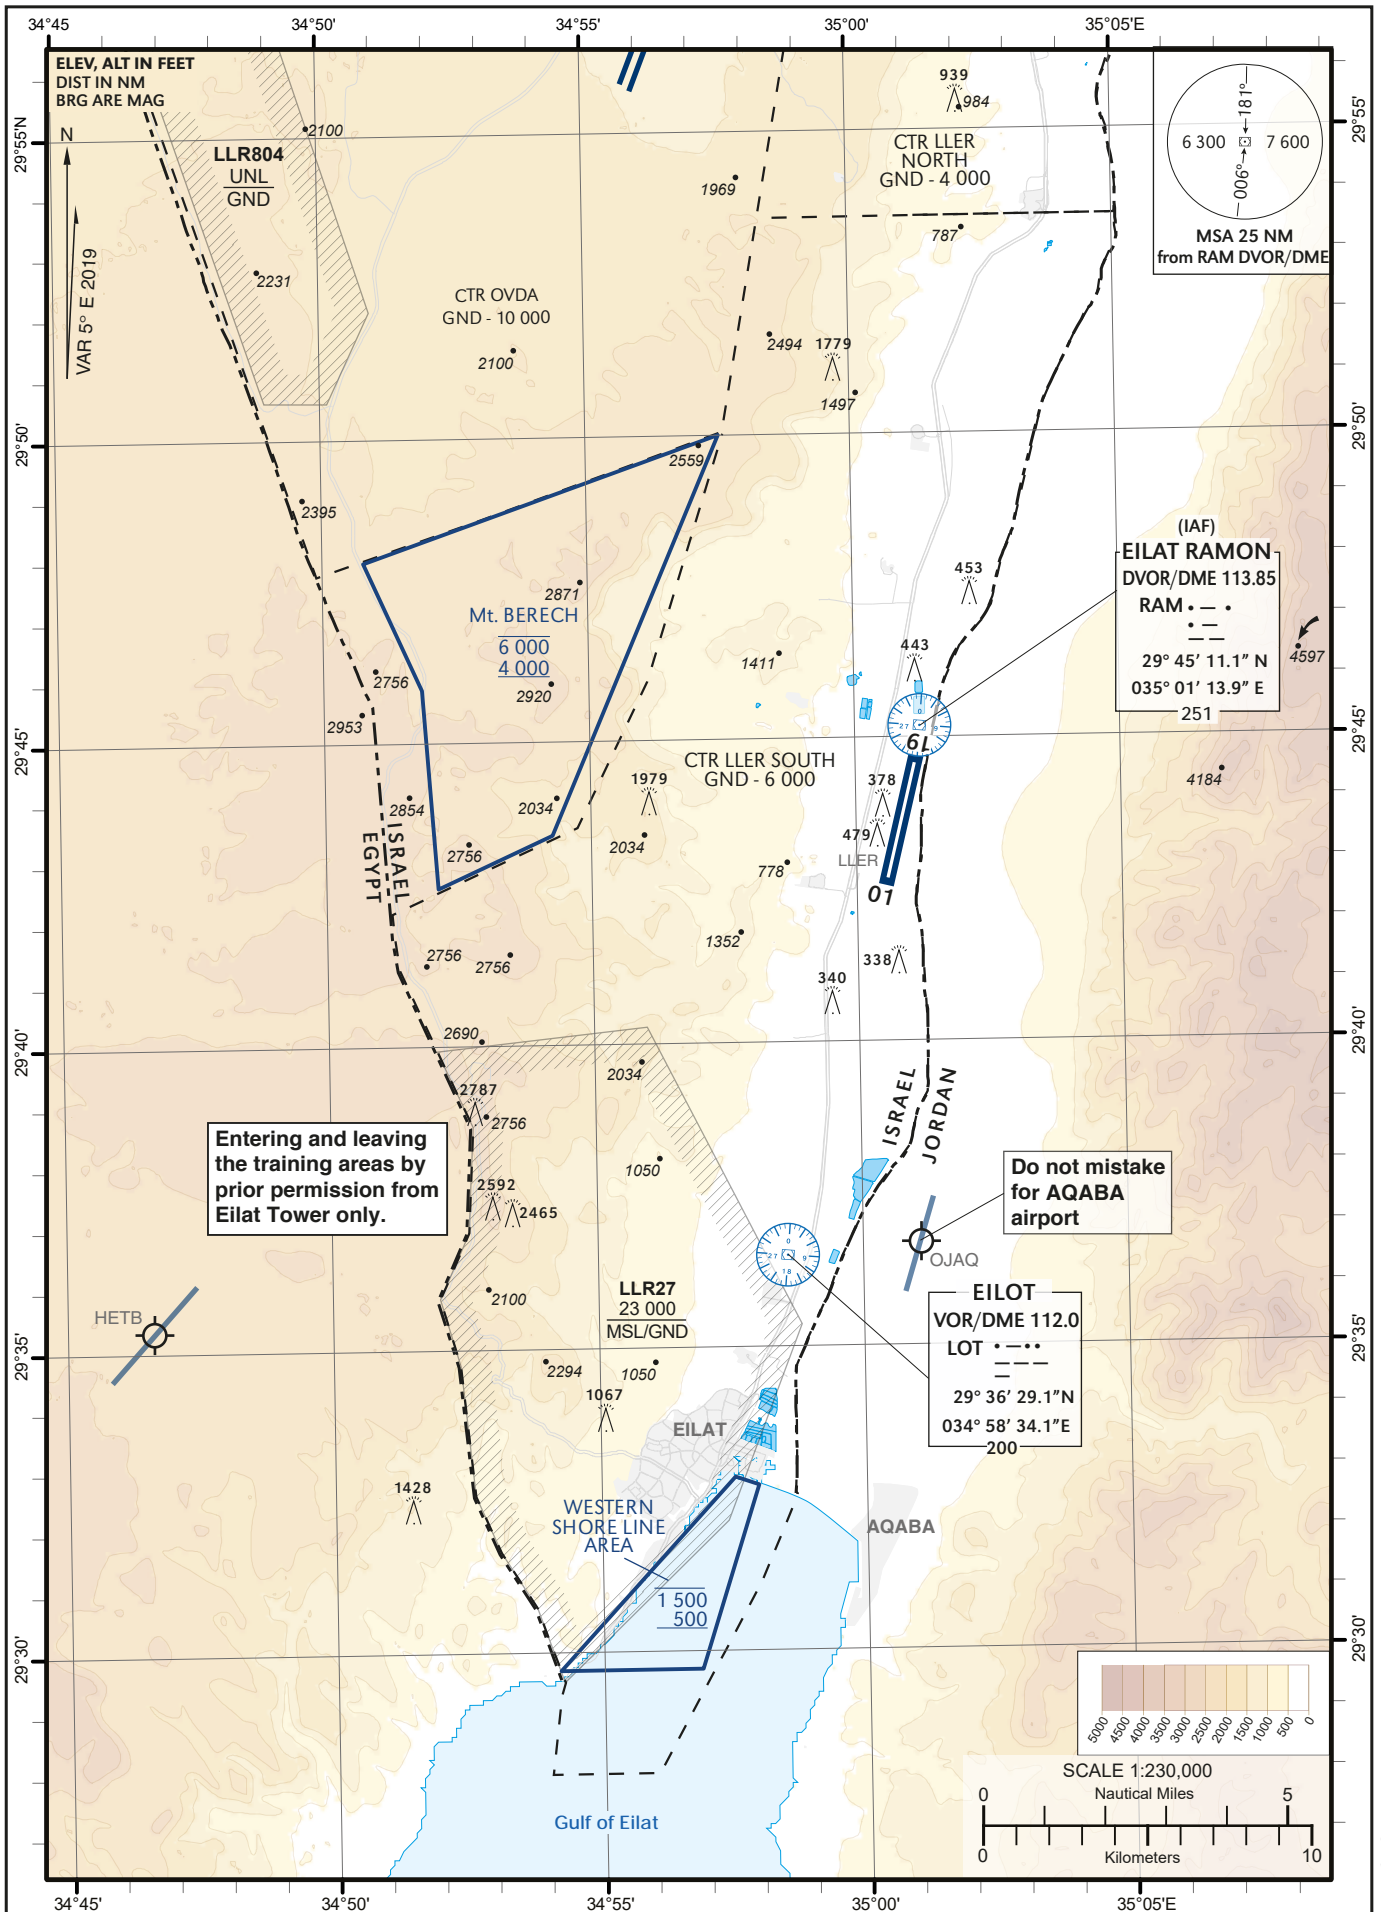 34°45'
34°50'
34°55'
35°00'
35°05'E
ELEV, ALT IN FEET
DIST IN NM
BRG ARE MAG
N
VAR 5° E 2019
29°55'N
29°50'
29°45'
29°40'
29°35'
29°30'
2100
LLR804
UNL
GND
2231
CTR OVDA
GND - 10 000
2100
1969
939
984
CTR LLER
NORTH
GND - 4 000
787
181°
6 300
7 600
006°
MSA 25 NM
from RAM DVOR/DME
29°55'
2494
1779
1497
29°50'
2559
2395
2871
Mt. BERECH
6 000
4 000
2920
2756
2953
1411
453
443
(IAF)
EILAT RAMON
DVOR/DME 113.85
RAM
29° 45' 11.1" N
035° 01' 13.9" E
251
4597
0
27
9
19
29°45'
CTR LLER SOUTH
GND - 6 000
1979
2034
2034
2854
2756
ISRAEL
EGYPT
378
479
LLER
01
778
4184
1352
2756
2756
338
340
2690
29°40'
2034
2787
2756
Entering and leaving
the training areas by
prior permission from
Eilat Tower only.
1050
2592
2465
ISRAEL
JORDAN
Do not mistake
for AQABA
airport
OJAQ
0
27
9
18
HETB
2100
LLR27
23 000
MSL/GND
EILOT
VOR/DME 112.0
LOT
29° 36' 29.1"N
034° 58' 34.1"E
200
29°35'
2294
1050
1067
EILAT
1428
WESTERN
SHORE LINE
AREA
1 500
500
AQABA
29°30'
Gulf of Eilat
5000
4500
4000
3500
3000
2500
2000
1500
1000
500
0
SCALE 1:230,000
Nautical Miles
0
5
0
Kilometers
10
34°45'
34°50'
34°55'
35°00'
35°05'E